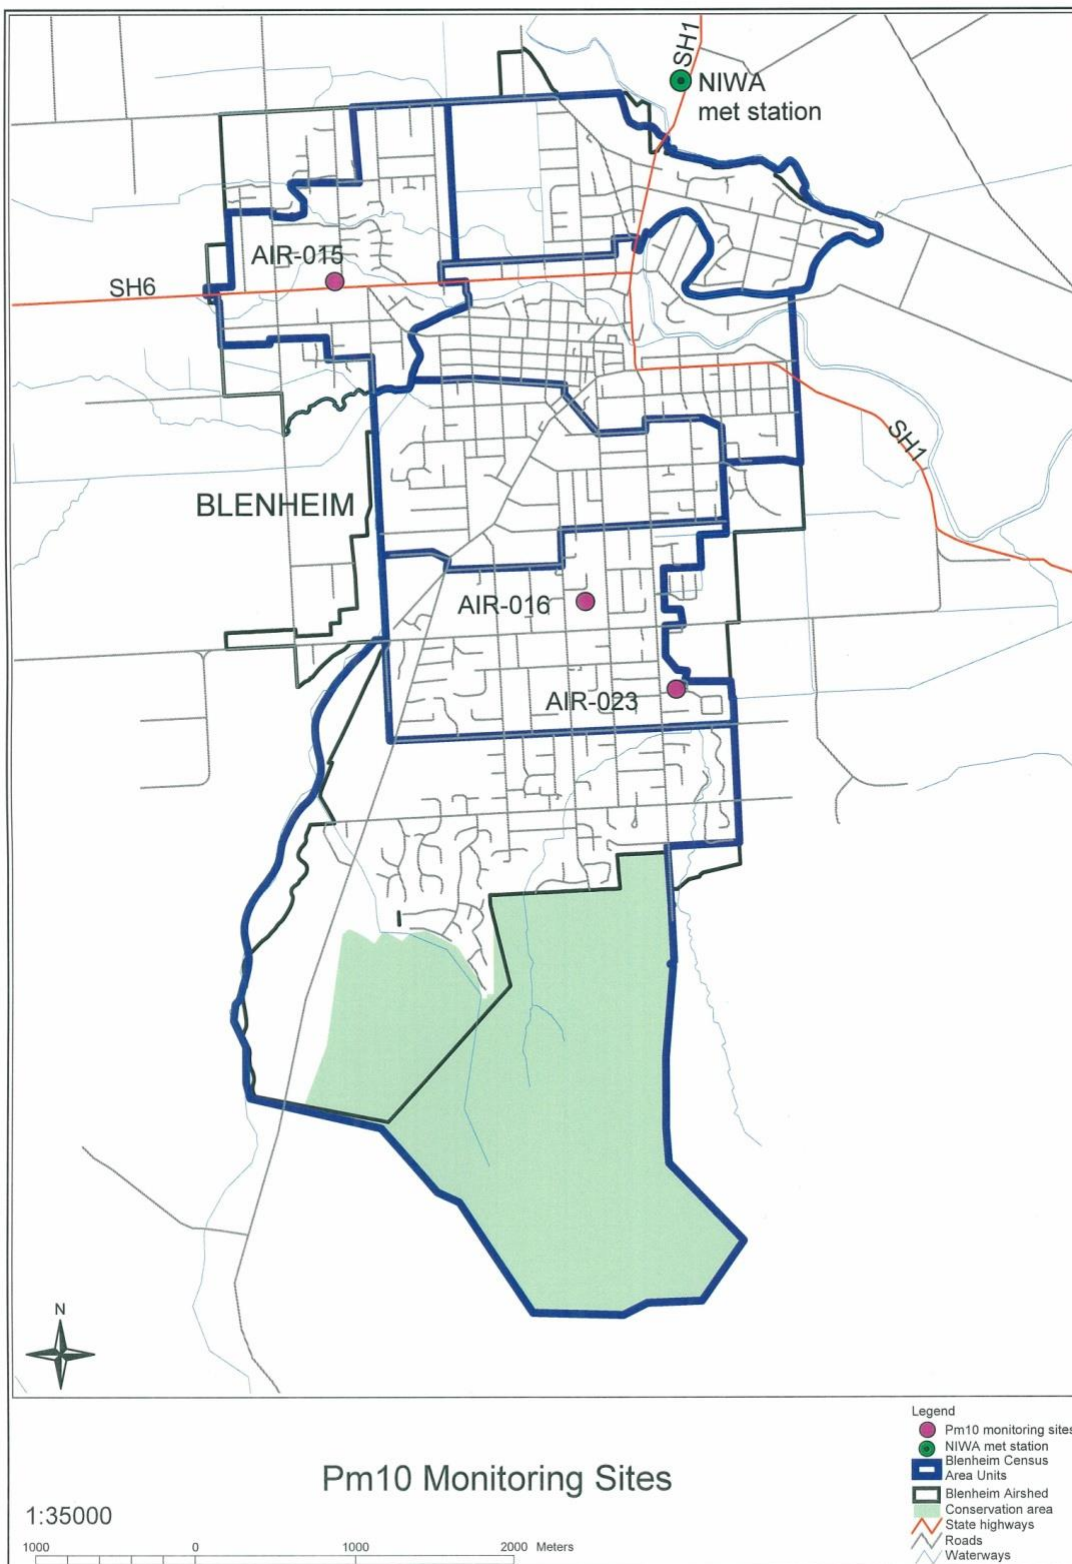 SH1
NIWA
met station
AIR-015
SH6
SH1
BLENHEIM
AIR-016
AIR-023
N
Pm10 Monitoring Sites
1:35000
1000 0 1000 2000 Meters
Legend
Pm10 monitoring sites
NIWA met station
Blenheim Census
Area Units
Blenheim Airshed
Conservation area
State highways
Roads
Waterways